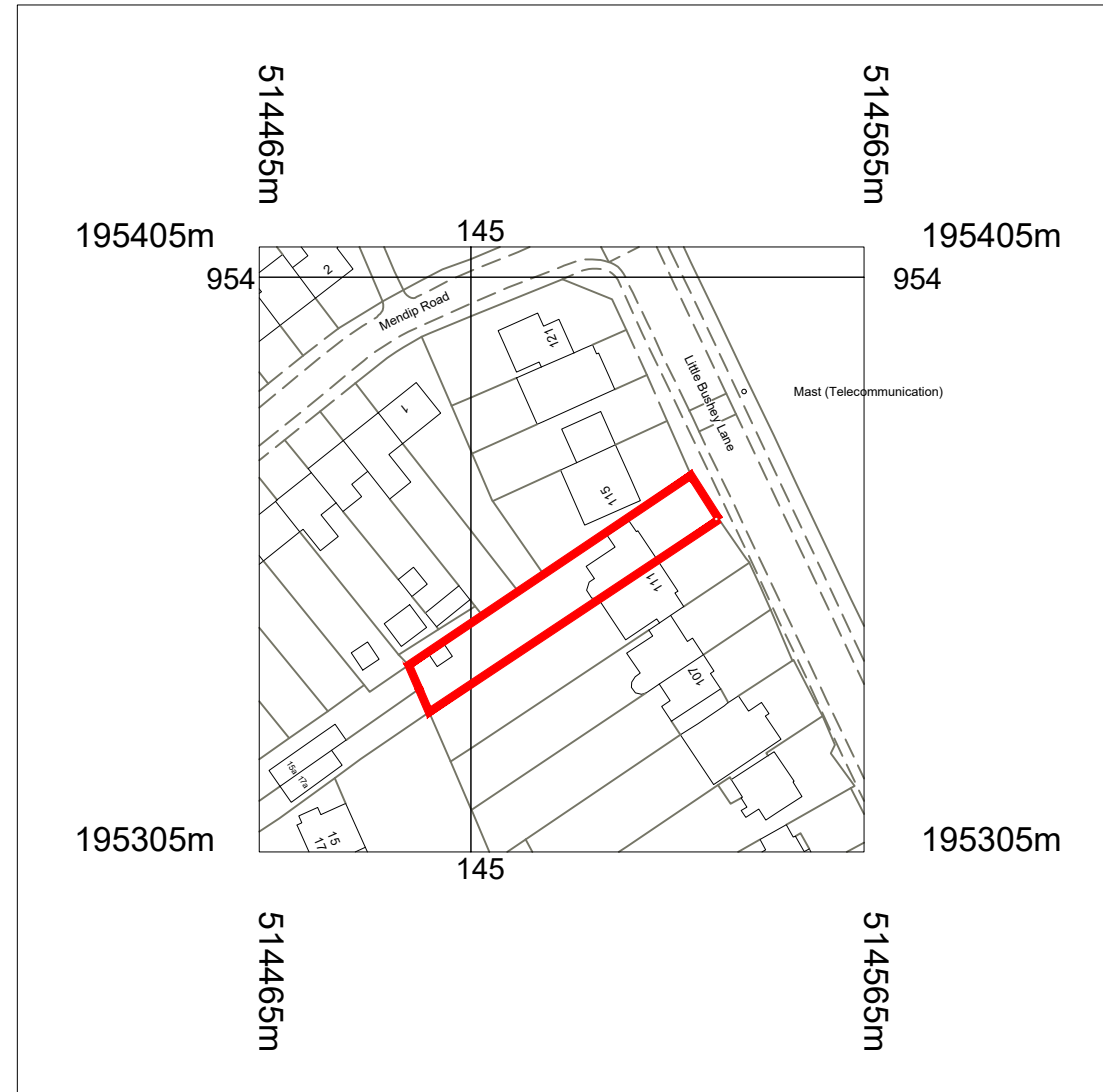 514465m
514565m
195405m
145
195405m
954
954
2
Mendip Road
121
Little Bushey Lane
Mast (Telecommunication)
1
115
111
107
15a
17a
15
17
195305m
145
195305m
514465m
514565m